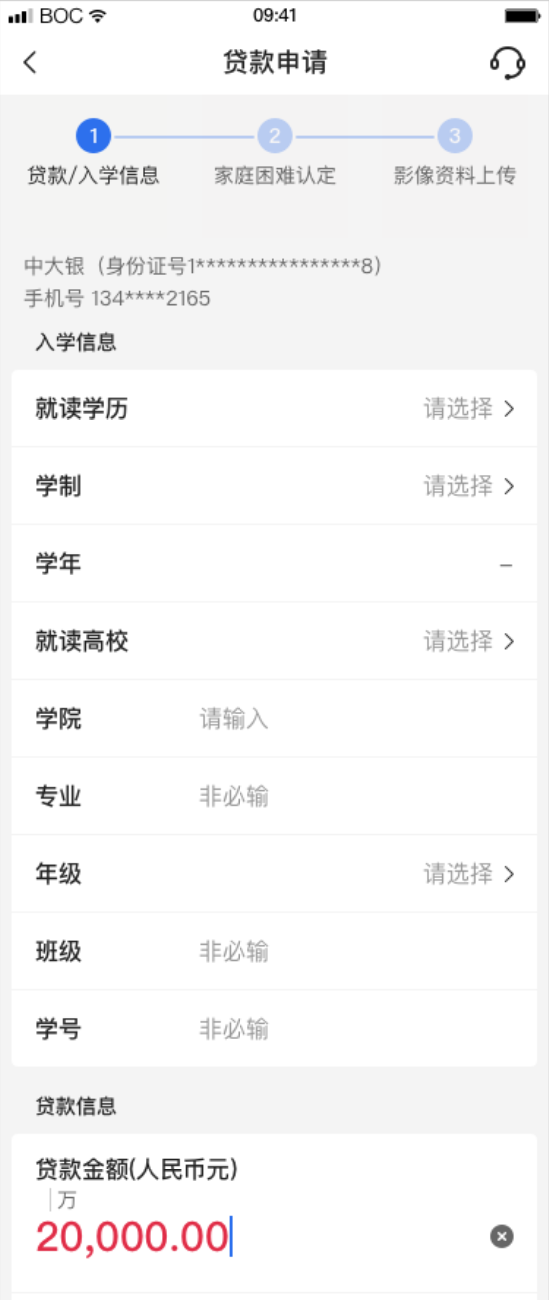 BOC 09:41
贷款申请
1 2 3
贷款/入学信息 家庭困难认定 影像资料上传
中大银（身份证号1****************8）
手机号 134****2165
入学信息
就读学历 请选择
学制 请选择
学年 –
就读高校 请选择
学院 请输入
专业 非必输
年级 请选择
班级 非必输
学号 非必输
贷款信息
贷款金额(人民币元)
万
20,000.00